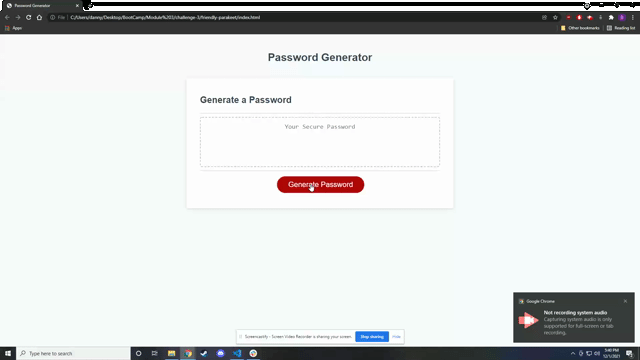 Password Generator
File
C:/Users/danny/Desktop/BootCamp/Module%203/challenge-3/friendly-parakeet/index.html
Apps
Other bookmarks
Reading list
Password Generator
Generate a Password
Your Secure Password
Generate Password
Google Chrome
Not recording system audio
Capturing system audio is only
supported for full-screen or tab
recording.
Screencastify - Screen Video Recorder is sharing your screen.
Stop sharing
Hide
Type here to search
5:40 PM
12/1/2021